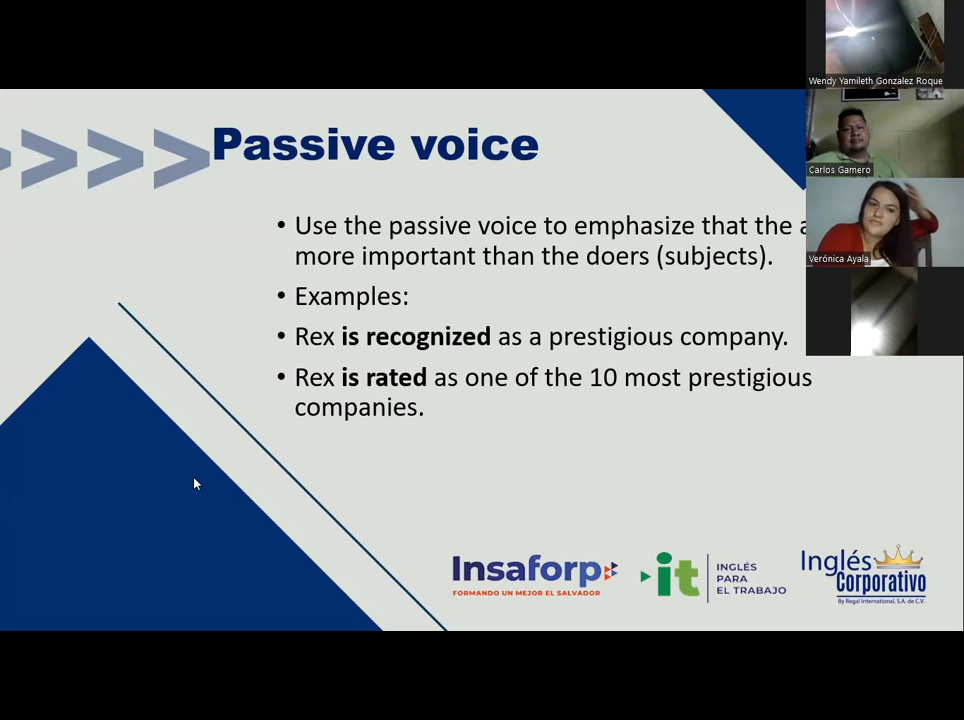 Wendy Yamileth Gonzalez Roque
Passive voice
Carlos Gamero
• Use the passive voice to emphasize that the
more important than the doers (subjects).
Verónica Ayala
• Examples:
• Rex is recognized as a prestigious company.
• Rex is rated as one of the 10 most prestigious
companies.
Insaforp
FORMANDO UN MEJOR EL SALVADOR
it
INGLÉS
PARA
EL TRABAJO
Inglés
Corporativo
By Regal International, S.A. de C.V.